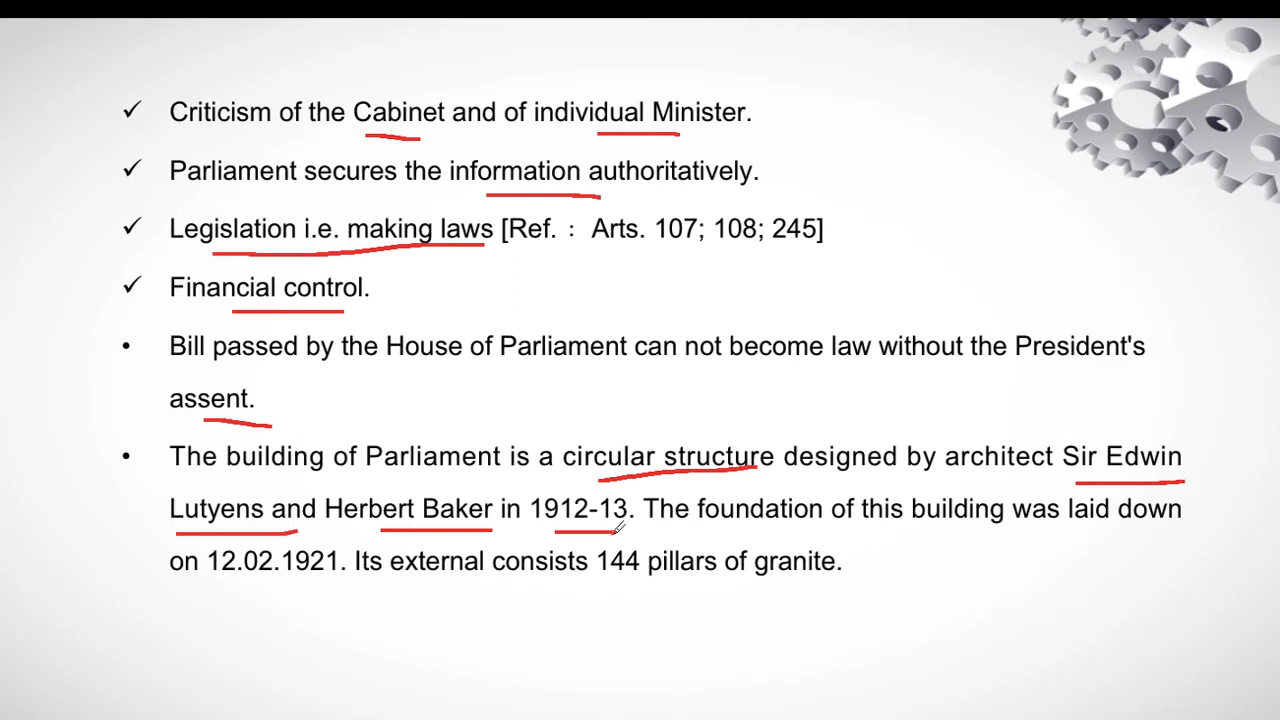 ✓ Criticism of the Cabinet and of individual Minister.
✓ Parliament secures the information authoritatively.
✓ Legislation i.e. making laws [Ref. : Arts. 107; 108; 245]
✓ Financial control.
• Bill passed by the House of Parliament can not become law without the President's
assent.
• The building of Parliament is a circular structure designed by architect Sir Edwin
Lutyens and Herbert Baker in 1912-13. The foundation of this building was laid down
on 12.02.1921. Its external consists 144 pillars of granite.